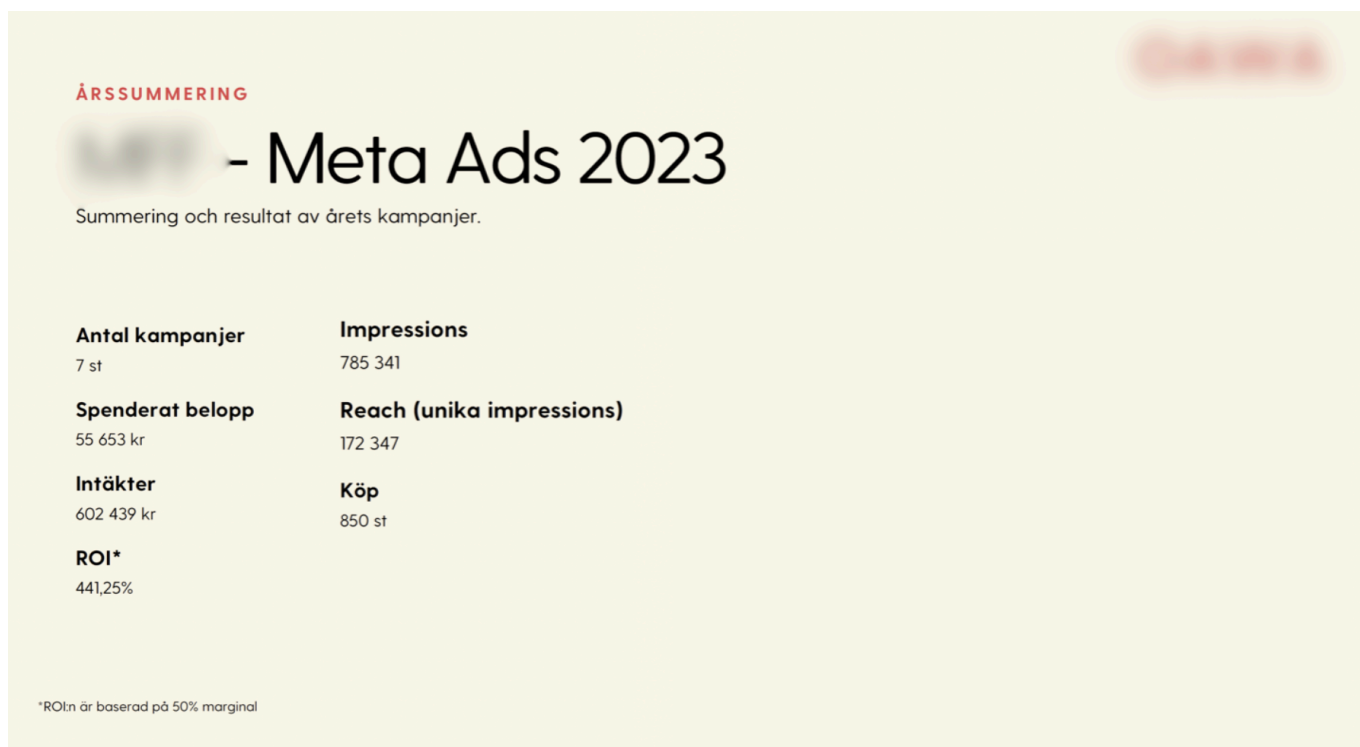 ÅRSSUMMERING
- Meta Ads 2023
Summering och resultat av årets kampanjer.
Antal kampanjer
7 st
Spenderat belopp
55 653 kr
Intäkter
602 439 kr
ROI*
441,25%
Impressions
785 341
Reach (unika impressions)
172 347
Köp
850 st
*ROI:n är baserad på 50% marginal